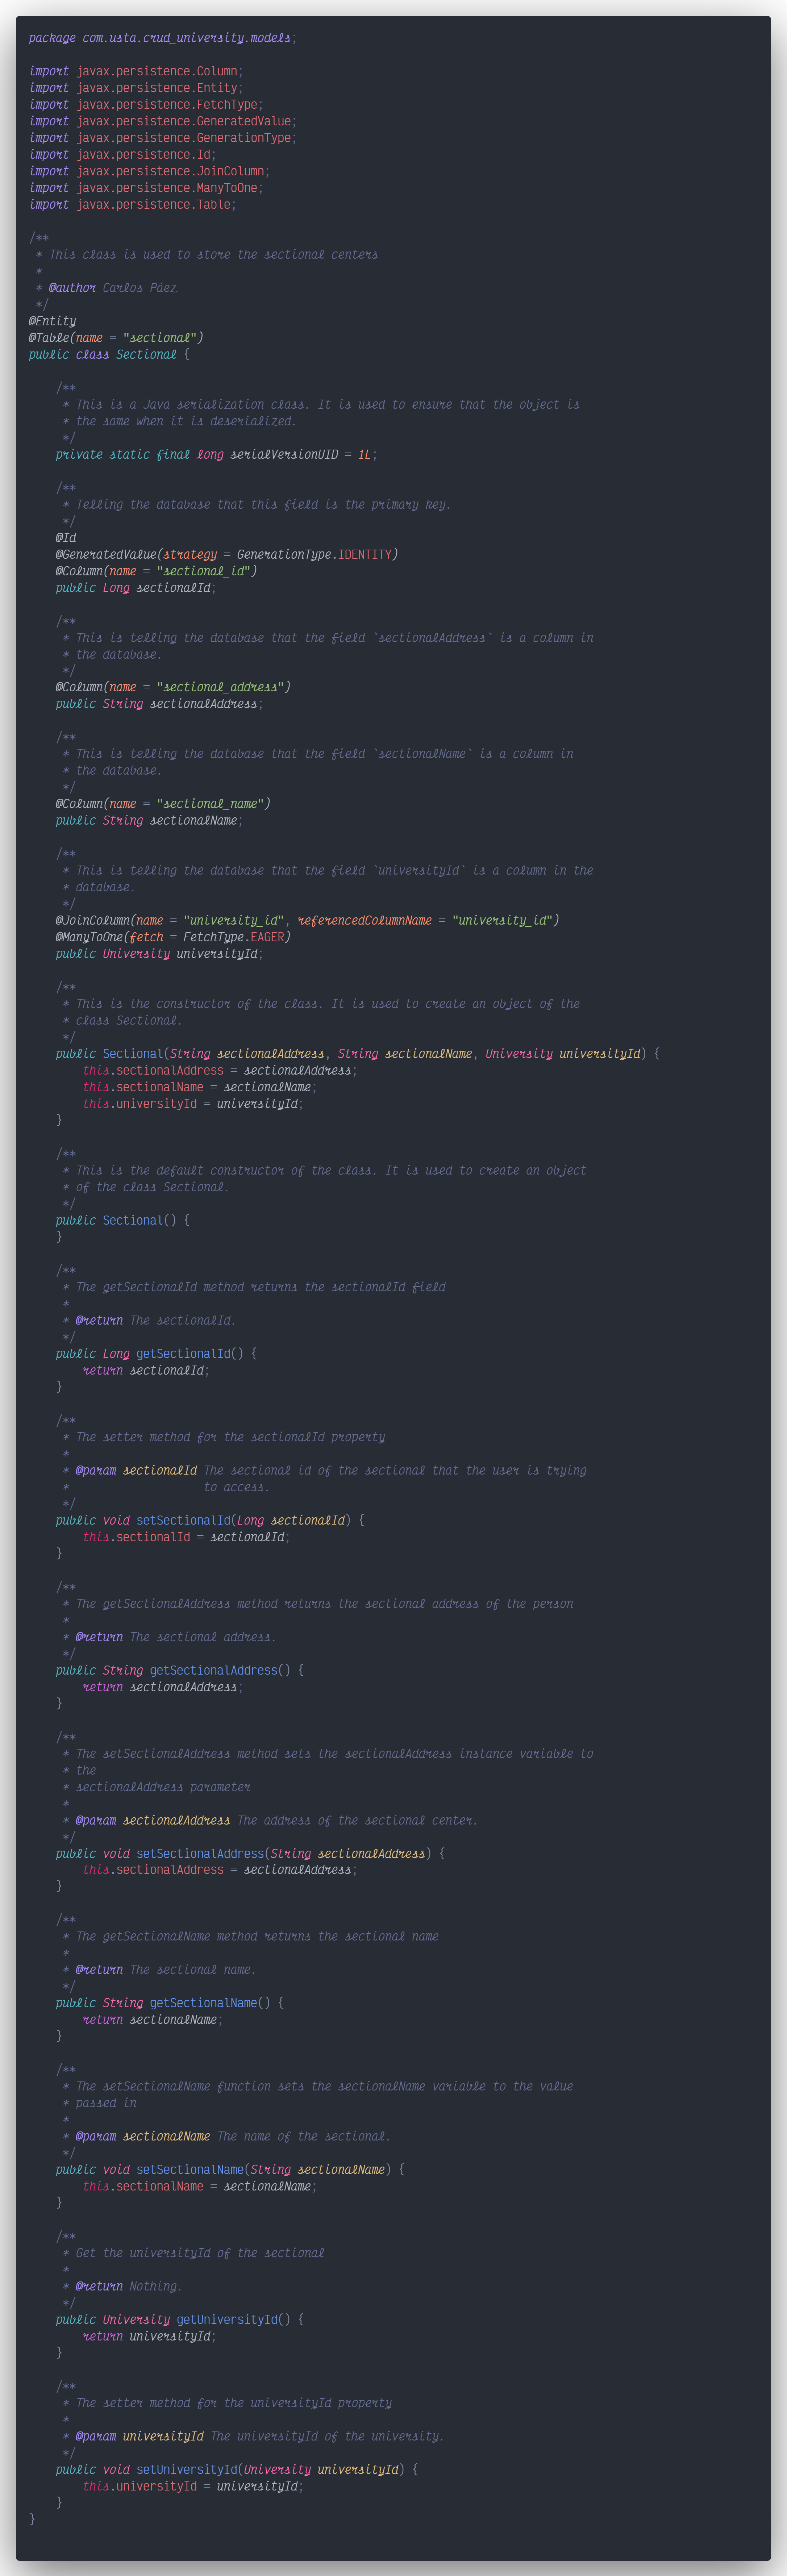 package com.usta.crud_university.models;

import javax.persistence.Column;
import javax.persistence.Entity;
import javax.persistence.FetchType;
import javax.persistence.GeneratedValue;
import javax.persistence.GenerationType;
import javax.persistence.Id;
import javax.persistence.JoinColumn;
import javax.persistence.ManyToOne;
import javax.persistence.Table;

/**
 * This class is used to store the sectional centers
 *
 * @author Carlos Páez
 */
@Entity
@Table(name = "sectional")
public class Sectional {

    /**
     * This is a Java serialization class. It is used to ensure that the object is
     * the same when it is deserialized.
     */
    private static final long serialVersionUID = 1L;

    /**
     * Telling the database that this field is the primary key.
     */
    @Id
    @GeneratedValue(strategy = GenerationType.IDENTITY)
    @Column(name = "sectional_id")
    public Long sectionalId;

    /**
     * This is telling the database that the field `sectionalAddress` is a column in
     * the database.
     */
    @Column(name = "sectional_address")
    public String sectionalAddress;

    /**
     * This is telling the database that the field `sectionalName` is a column in
     * the database.
     */
    @Column(name = "sectional_name")
    public String sectionalName;

    /**
     * This is telling the database that the field `universityId` is a column in the
     * database.
     */
    @JoinColumn(name = "university_id", referencedColumnName = "university_id")
    @ManyToOne(fetch = FetchType.EAGER)
    public University universityId;

    /**
     * This is the constructor of the class. It is used to create an object of the
     * class Sectional.
     */
    public Sectional(String sectionalAddress, String sectionalName, University universityId) {
        this.sectionalAddress = sectionalAddress;
        this.sectionalName = sectionalName;
        this.universityId = universityId;
    }

    /**
     * This is the default constructor of the class. It is used to create an object
     * of the class Sectional.
     */
    public Sectional() {
    }

    /**
     * The getSectionalId method returns the sectionalId field
     *
     * @return The sectionalId.
     */
    public Long getSectionalId() {
        return sectionalId;
    }

    /**
     * The setter method for the sectionalId property
     *
     * @param sectionalId The sectional id of the sectional that the user is trying
     *                    to access.
     */
    public void setSectionalId(Long sectionalId) {
        this.sectionalId = sectionalId;
    }

    /**
     * The getSectionalAddress method returns the sectional address of the person
     *
     * @return The sectional address.
     */
    public String getSectionalAddress() {
        return sectionalAddress;
    }

    /**
     * The setSectionalAddress method sets the sectionalAddress instance variable to
     * the
     * sectionalAddress parameter
     *
     * @param sectionalAddress The address of the sectional center.
     */
    public void setSectionalAddress(String sectionalAddress) {
        this.sectionalAddress = sectionalAddress;
    }

    /**
     * The getSectionalName method returns the sectional name
     *
     * @return The sectional name.
     */
    public String getSectionalName() {
        return sectionalName;
    }

    /**
     * The setSectionalName function sets the sectionalName variable to the value
     * passed in
     *
     * @param sectionalName The name of the sectional.
     */
    public void setSectionalName(String sectionalName) {
        this.sectionalName = sectionalName;
    }

    /**
     * Get the universityId of the sectional
     *
     * @return Nothing.
     */
    public University getUniversityId() {
        return universityId;
    }

    /**
     * The setter method for the universityId property
     *
     * @param universityId The universityId of the university.
     */
    public void setUniversityId(University universityId) {
        this.universityId = universityId;
    }
}